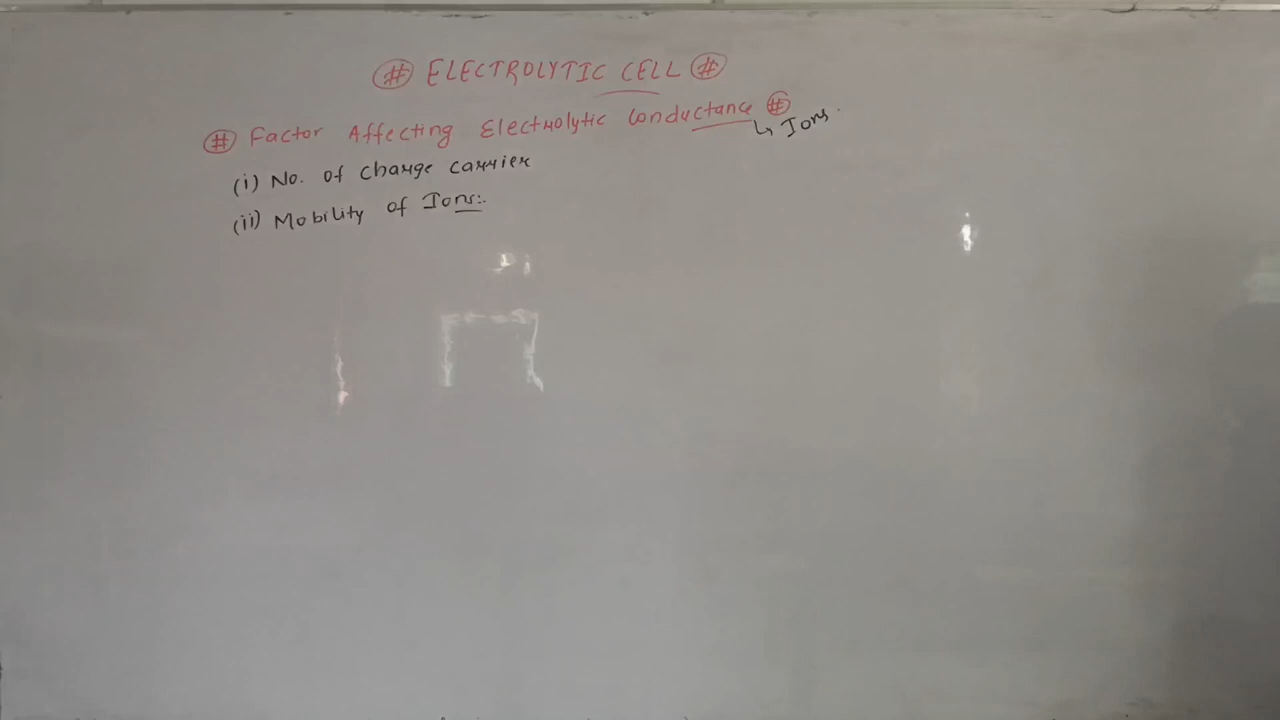 # ELECTROLYTIC CELL #
# Factor Affecting Electrolytic Conductance #
↳ Ions.
(i) No. of charge carrier
(ii) Mobility of Ions:.